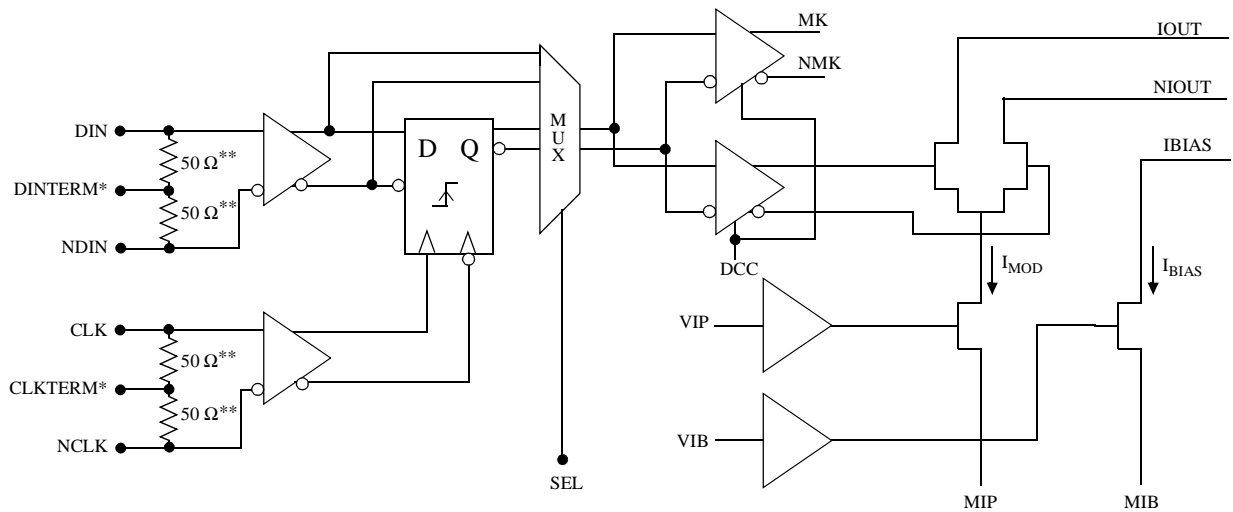 MK
IOUT
NMK
NIOUT
DIN
50 Ω**
DINTERM*
50 Ω**
NDIN
D Q
MUX
IBIAS
DCC
I_MOD
I_BIAS
CLK
50 Ω**
CLKTERM*
50 Ω**
NCLK
VIP
VIB
SEL
MIP
MIB